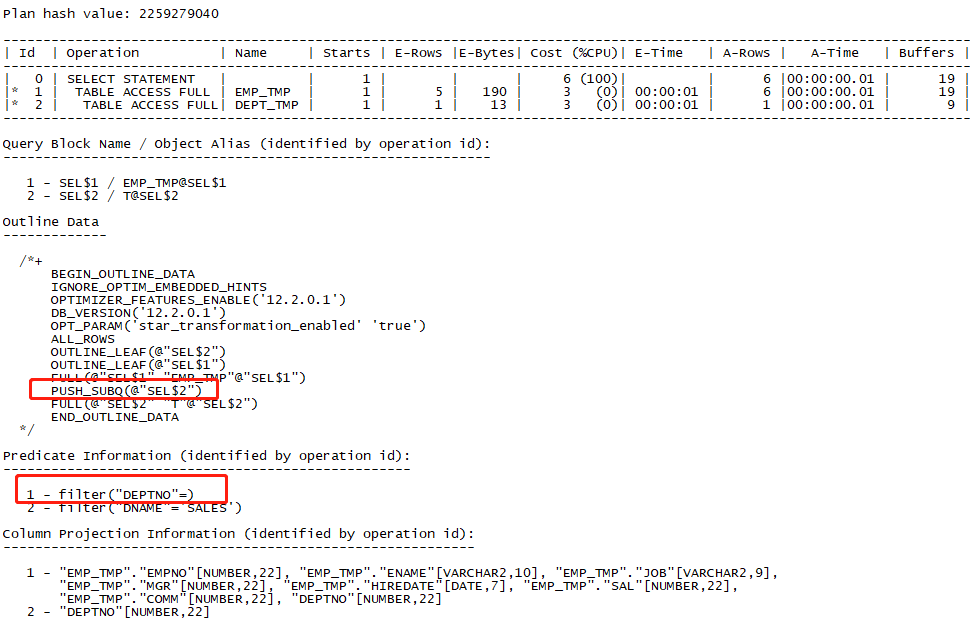 Plan hash value: 2259279040
--------------------------------------------------------------------------------------------------------------------------
| Id  | Operation          | Name     | Starts | E-Rows |E-Bytes| Cost (%CPU)| E-Time   | A-Rows |   A-Time   | Buffers |
--------------------------------------------------------------------------------------------------------------------------
|   0 | SELECT STATEMENT   |          |      1 |        |       |     6 (100)|          |      6 |00:00:00.01 |      19 |
|*  1 |  TABLE ACCESS FULL | EMP_TMP  |      1 |      5 |   190 |     3   (0)| 00:00:01 |      6 |00:00:00.01 |      19 |
|*  2 |   TABLE ACCESS FULL| DEPT_TMP |      1 |      1 |    13 |     3   (0)| 00:00:01 |      1 |00:00:00.01 |       9 |
--------------------------------------------------------------------------------------------------------------------------
Query Block Name / Object Alias (identified by operation id):
-------------------------------------------------------------
1 - SEL$1 / EMP_TMP@SEL$1
2 - SEL$2 / T@SEL$2
Outline Data
-------------
/*+
BEGIN_OUTLINE_DATA
IGNORE_OPTIM_EMBEDDED_HINTS
OPTIMIZER_FEATURES_ENABLE('12.2.0.1')
DB_VERSION('12.2.0.1')
OPT_PARAM('star_transformation_enabled' 'true')
ALL_ROWS
OUTLINE_LEAF(@"SEL$2")
OUTLINE_LEAF(@"SEL$1")
FULL(@"SEL$1" "EMP_TMP"@"SEL$1")
PUSH_SUBQ(@"SEL$2")
FULL(@"SEL$2" "T"@"SEL$2")
END_OUTLINE_DATA
*/
Predicate Information (identified by operation id):
---------------------------------------------------
1 - filter("DEPTNO"=)
2 - filter("DNAME"='SALES')
Column Projection Information (identified by operation id):
-----------------------------------------------------------
1 - "EMP_TMP"."EMPNO"[NUMBER,22], "EMP_TMP"."ENAME"[VARCHAR2,10], "EMP_TMP"."JOB"[VARCHAR2,9],
"EMP_TMP"."MGR"[NUMBER,22], "EMP_TMP"."HIREDATE"[DATE,7], "EMP_TMP"."SAL"[NUMBER,22],
"EMP_TMP"."COMM"[NUMBER,22], "DEPTNO"[NUMBER,22]
2 - "DEPTNO"[NUMBER,22]